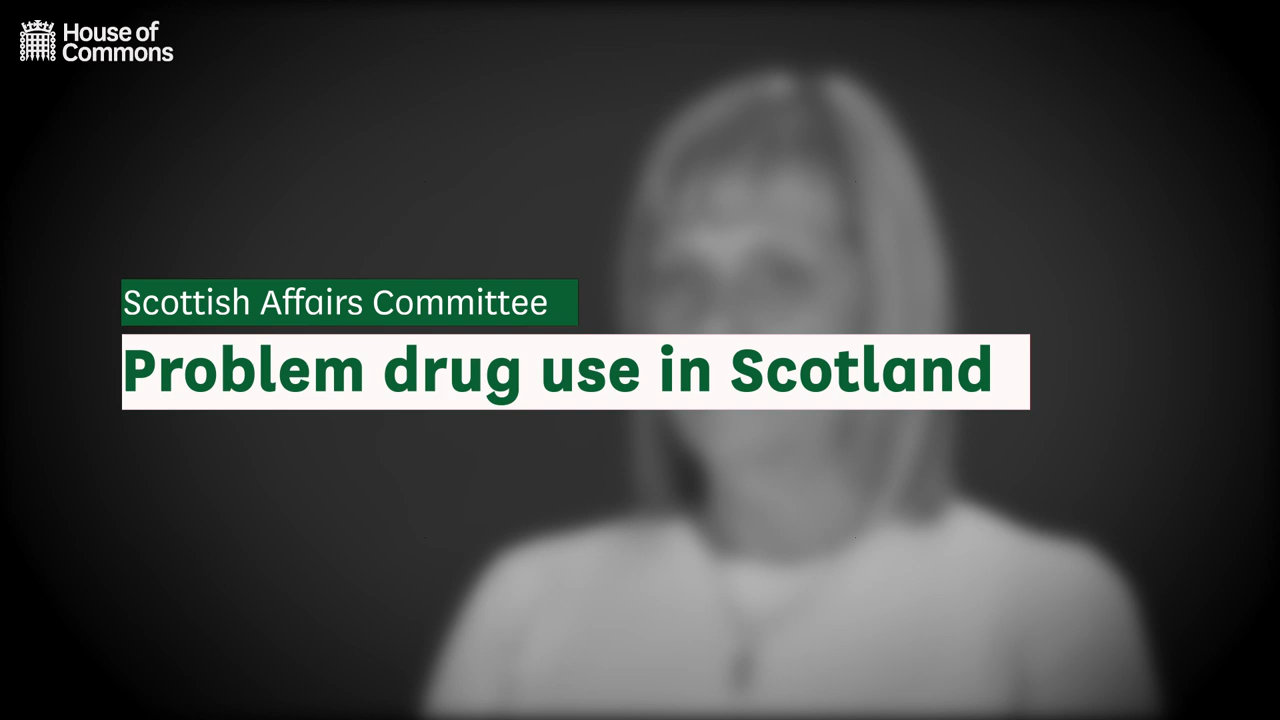 House of
Commons
Scottish Affairs Committee
Problem drug use in Scotland